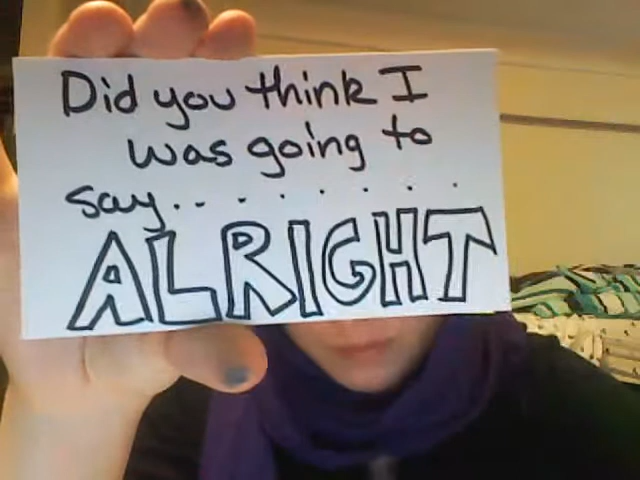 Did you think I
was going to
say........
ALRIGHT